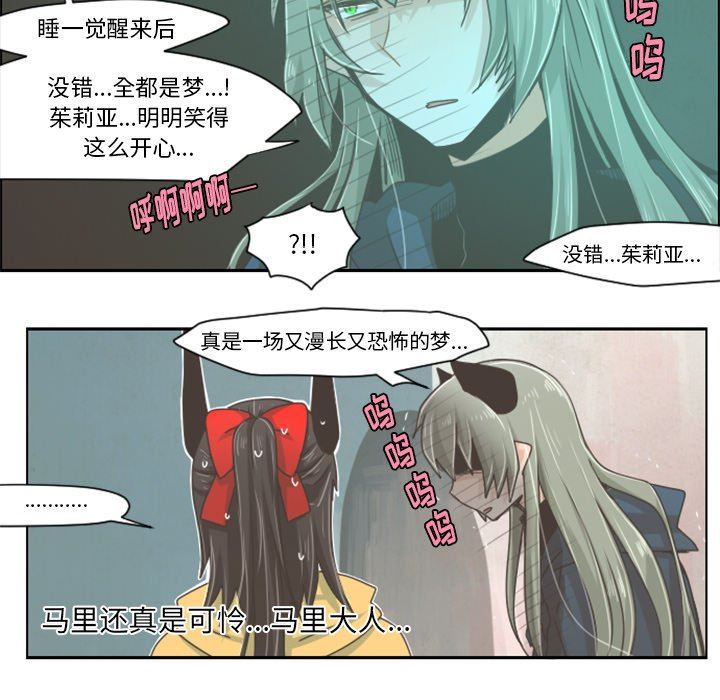 睡一觉醒来后
没错...全都是梦...!
茱莉亚...明明笑得
这么开心...
呜呜
呼啊啊啊—
?!!
没错...茱莉亚...
真是一场又漫长又恐怖的梦...
呜呜呜呜
...........
马里还真是可怜...马里大人...